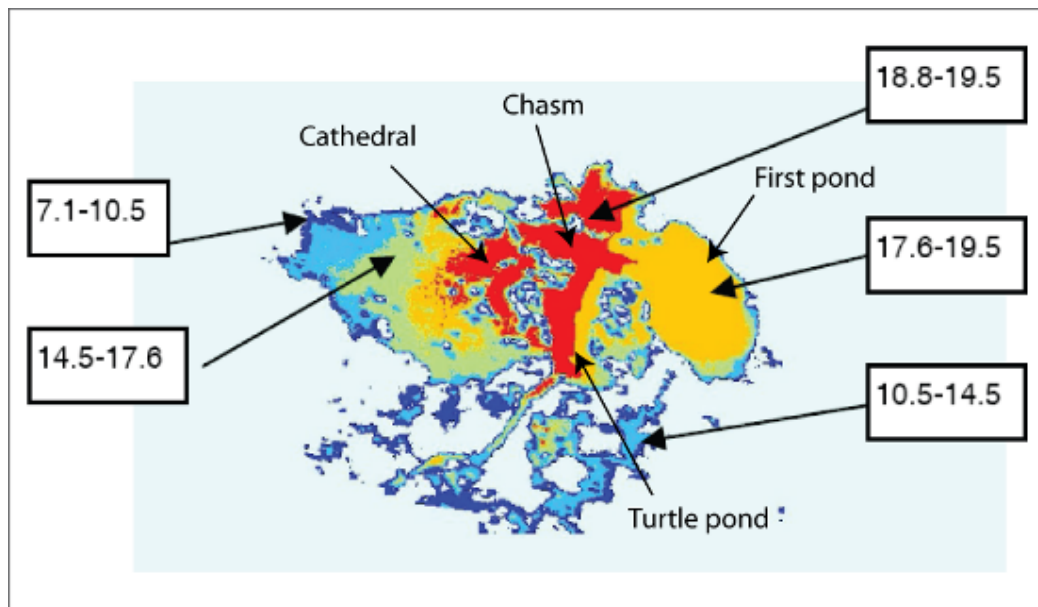 18.8-19.5
Chasm
Cathedral
First pond
7.1-10.5
17.6-19.5
14.5-17.6
10.5-14.5
Turtle pond